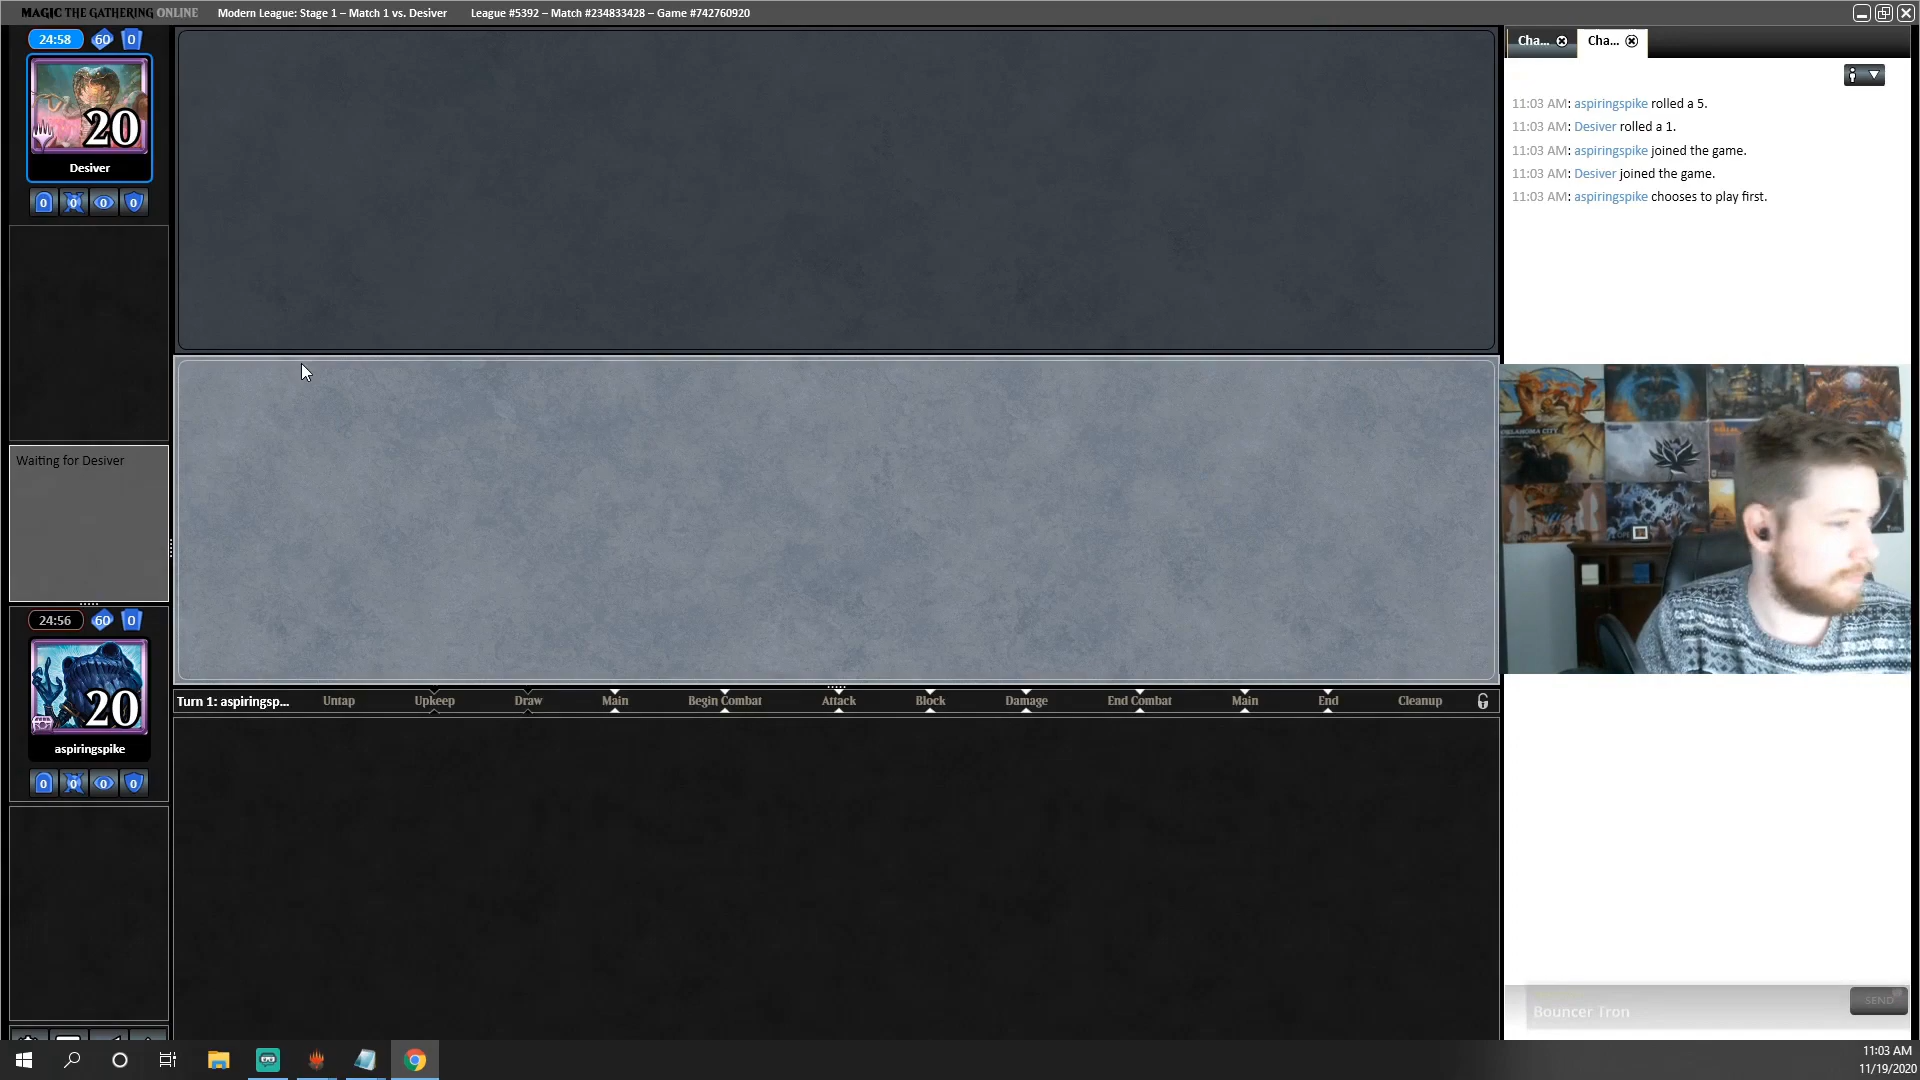 MAGIC THE GATHERING ONLINE
Modern League: Stage 1 – Match 1 vs. Desiver
League #5392 – Match #234833428 – Game #742760920
24:58
60
0
20
Desiver
0
0
0
0
Waiting for Desiver
24:56
60
0
20
aspiringspike
0
0
0
0
Turn 1: aspiringsp...
Untap
Upkeep
Draw
Main
Begin Combat
Attack
Block
Damage
End Combat
Main
End
Cleanup
Cha...
Cha...
11:03 AM: aspiringspike rolled a 5.
11:03 AM: Desiver rolled a 1.
11:03 AM: aspiringspike joined the game.
11:03 AM: Desiver joined the game.
11:03 AM: aspiringspike chooses to play first.
OKLAHOMA CITY
Bouncer Tron
SEND
11:03 AM
11/19/2020